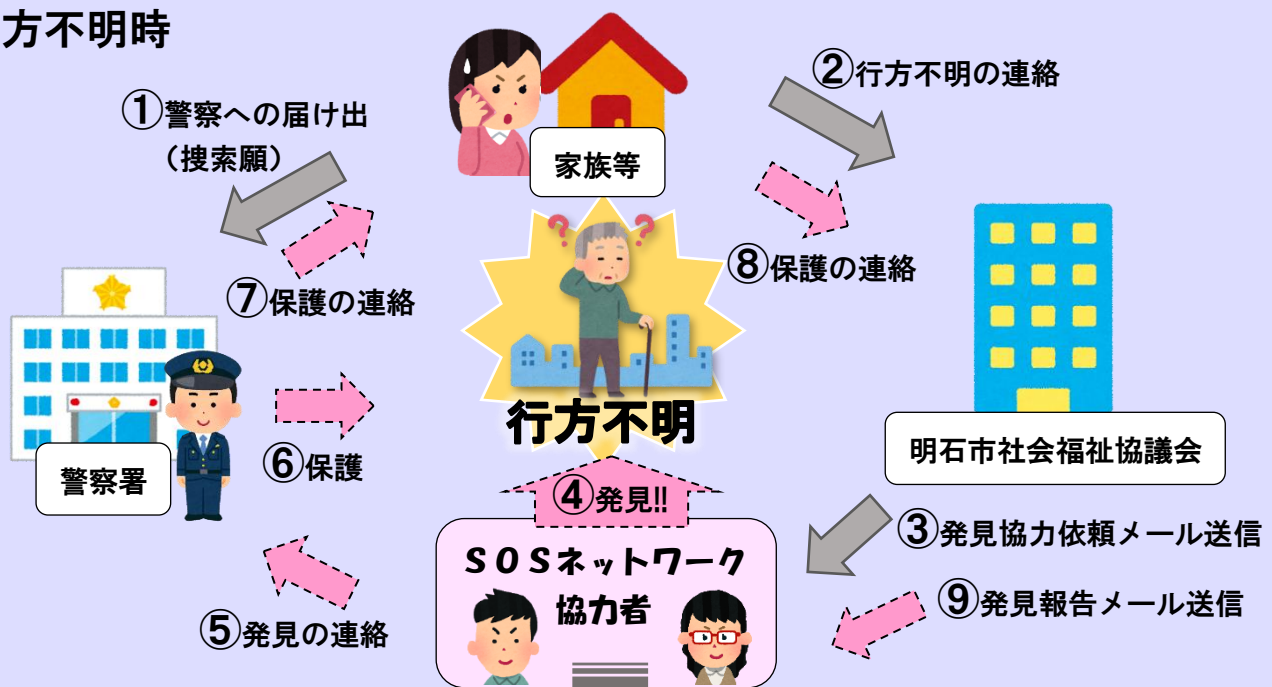 方不明時
①警察への届け出
（捜索願）
②行方不明の連絡
家族等
⑦保護の連絡
⑧保護の連絡
行方不明
⑥保護
警察署
明石市社会福祉協議会
④発見!!
③発見協力依頼メール送信
SOSネットワーク
協力者
⑤発見の連絡
⑨発見報告メール送信